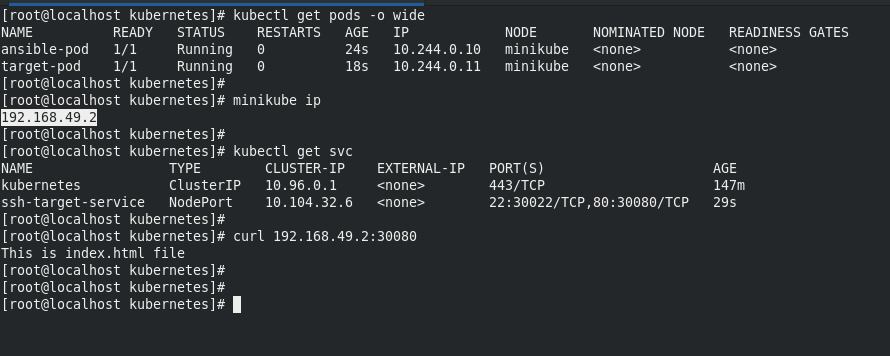 [root@localhost kubernetes]# kubectl get pods -o wide
NAME          READY   STATUS    RESTARTS   AGE   IP            NODE       NOMINATED NODE   READINESS GATES
ansible-pod   1/1     Running   0          24s   10.244.0.10   minikube   <none>           <none>
target-pod    1/1     Running   0          18s   10.244.0.11   minikube   <none>           <none>
[root@localhost kubernetes]#
[root@localhost kubernetes]# minikube ip
192.168.49.2
[root@localhost kubernetes]#
[root@localhost kubernetes]# kubectl get svc
NAME                 TYPE        CLUSTER-IP    EXTERNAL-IP   PORT(S)                     AGE
kubernetes           ClusterIP   10.96.0.1     <none>        443/TCP                     147m
ssh-target-service   NodePort    10.104.32.6   <none>        22:30022/TCP,80:30080/TCP   29s
[root@localhost kubernetes]#
[root@localhost kubernetes]# curl 192.168.49.2:30080
This is index.html file
[root@localhost kubernetes]#
[root@localhost kubernetes]#
[root@localhost kubernetes]#